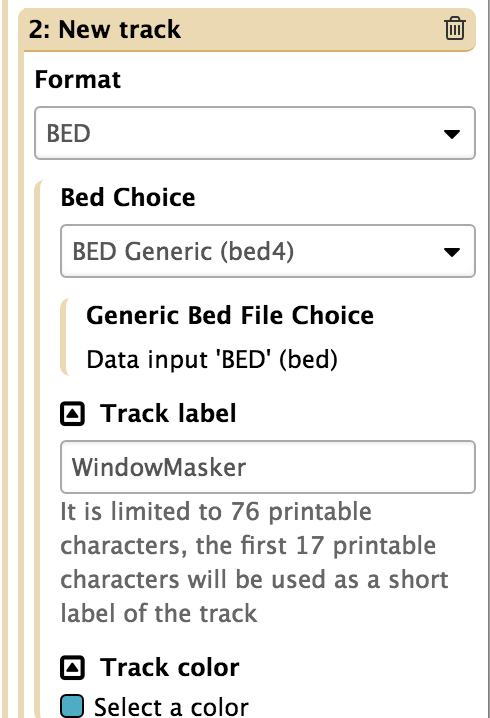 2: New track
Format
BED
Bed Choice
BED Generic (bed4)
Generic Bed File Choice
Data input 'BED' (bed)
Track label
WindowMasker
It is limited to 76 printable
characters, the first 17 printable
characters will be used as a short
label of the track
Track color
Select a color